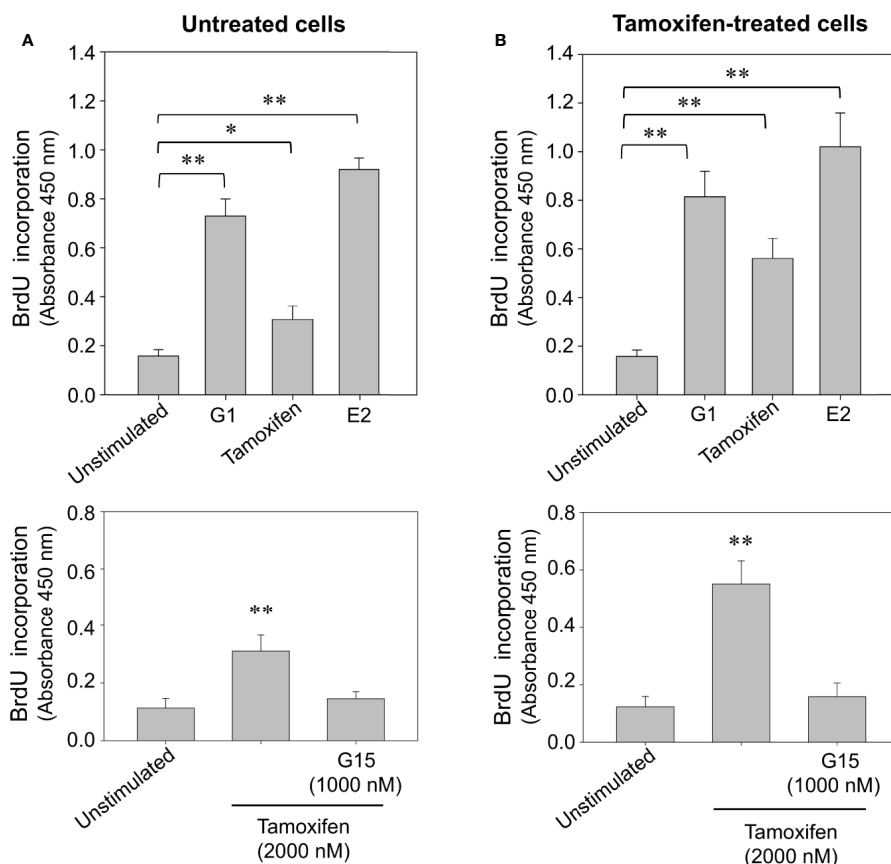 A
Untreated cells
BrdU incorporation
(Absorbance 450 nm)
1.4
1.2
1.0
0.8
0.6
0.4
0.2
0.0
**
*
**
Unstimulated
G1
Tamoxifen
E2
BrdU incorporation
(Absorbance 450 nm)
0.8
0.6
0.4
0.2
0.0
**
Unstimulated
G15
(1000 nM)
Tamoxifen
(2000 nM)
B
Tamoxifen-treated cells
BrdU incorporation
(Absorbance 450 nm)
1.4
1.2
1.0
0.8
0.6
0.4
0.2
0.0
**
**
**
Unstimulated
G1
Tamoxifen
E2
BrdU incorporation
(Absorbance 450 nm)
0.8
0.6
0.4
0.2
0.0
**
Unstimulated
G15
(1000 nM)
Tamoxifen
(2000 nM)